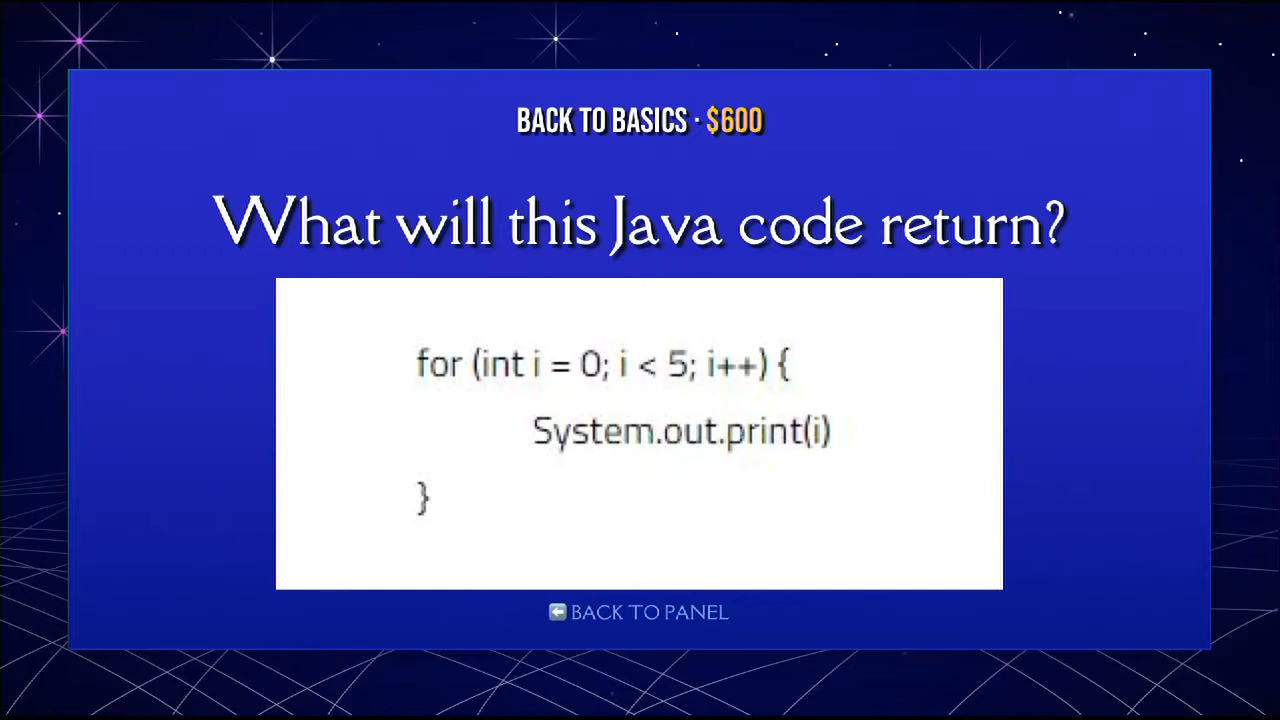 BACK TO BASICS · $600
What will this Java code return?
for (int i = 0; i < 5; i++) {
System.out.print(i)
}
⬅️ BACK TO PANEL